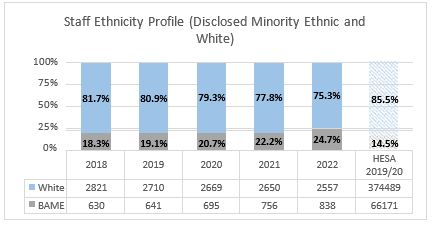 Staff Ethnicity Profile (Disclosed Minority Ethnic and
White)
100%
75%
50%
25%
0%
81.7% 80.9% 79.3% 77.8% 75.3% 85.5%
18.3% 19.1% 20.7% 22.2% 24.7% 14.5%
2018 2019 2020 2021 2022 HESA
2019/20
White 2821 2710 2669 2650 2557 374489
BAME 630 641 695 756 838 66171